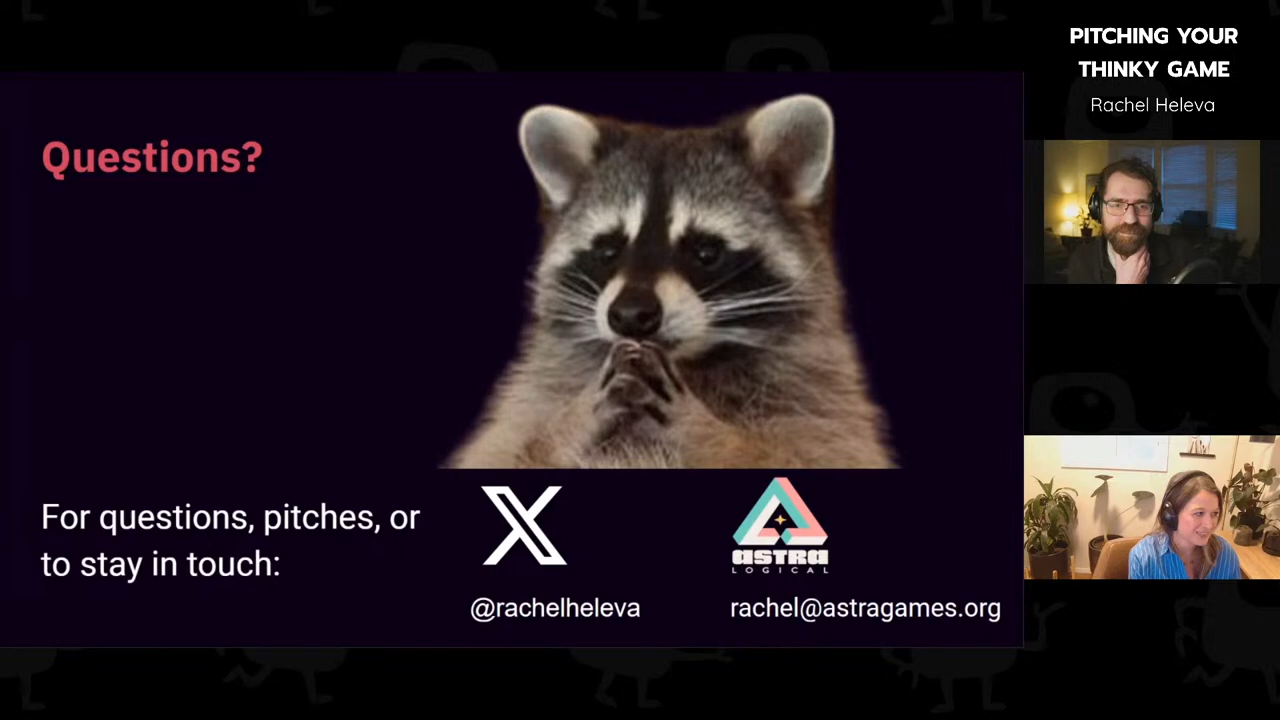 PITCHING YOUR
THINKY GAME
Rachel Heleva
Questions?
For questions, pitches, or
to stay in touch:
@rachelheleva
ASTRA
LOGICAL
rachel@astragames.org